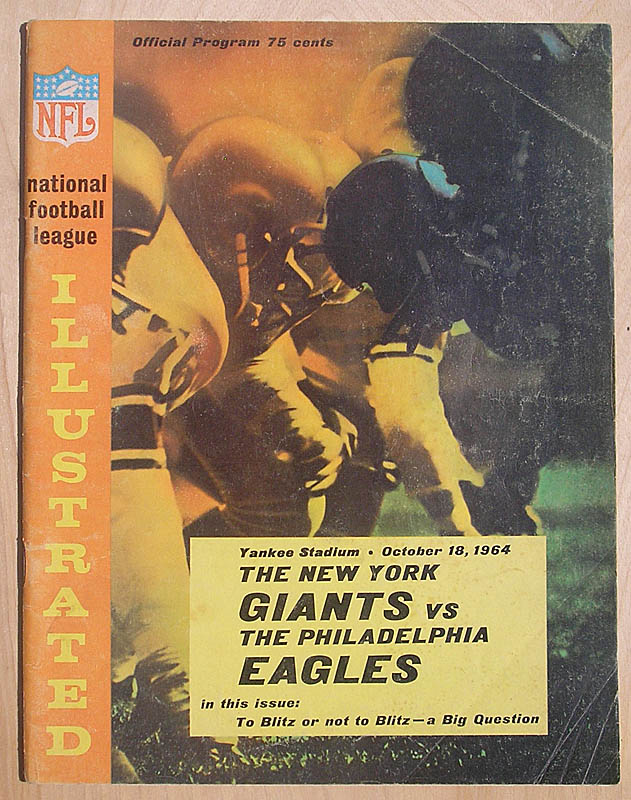 Official Program 75 cents
NFL
national
football
league
ILLUSTRATED
Yankee Stadium • October 18, 1964
THE NEW YORK
GIANTS VS
THE PHILADELPHIA
EAGLES
in this issue:
To Blitz or not to Blitz—a Big Question